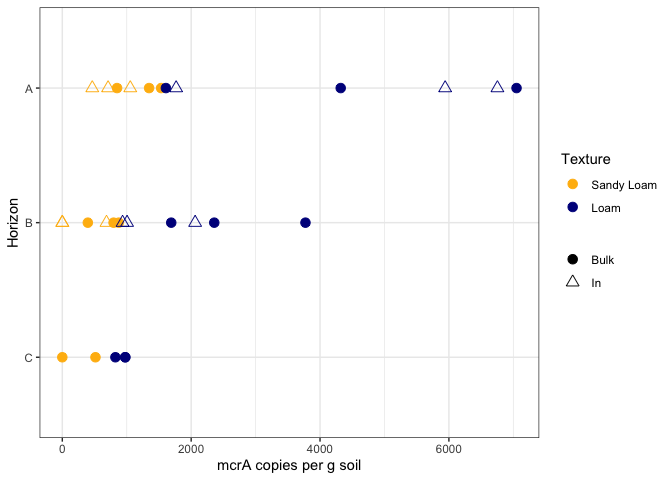 A
B
C
Horizon
0 2000 4000 6000
mcrA copies per g soil
Texture
Sandy Loam
Loam
Bulk
In